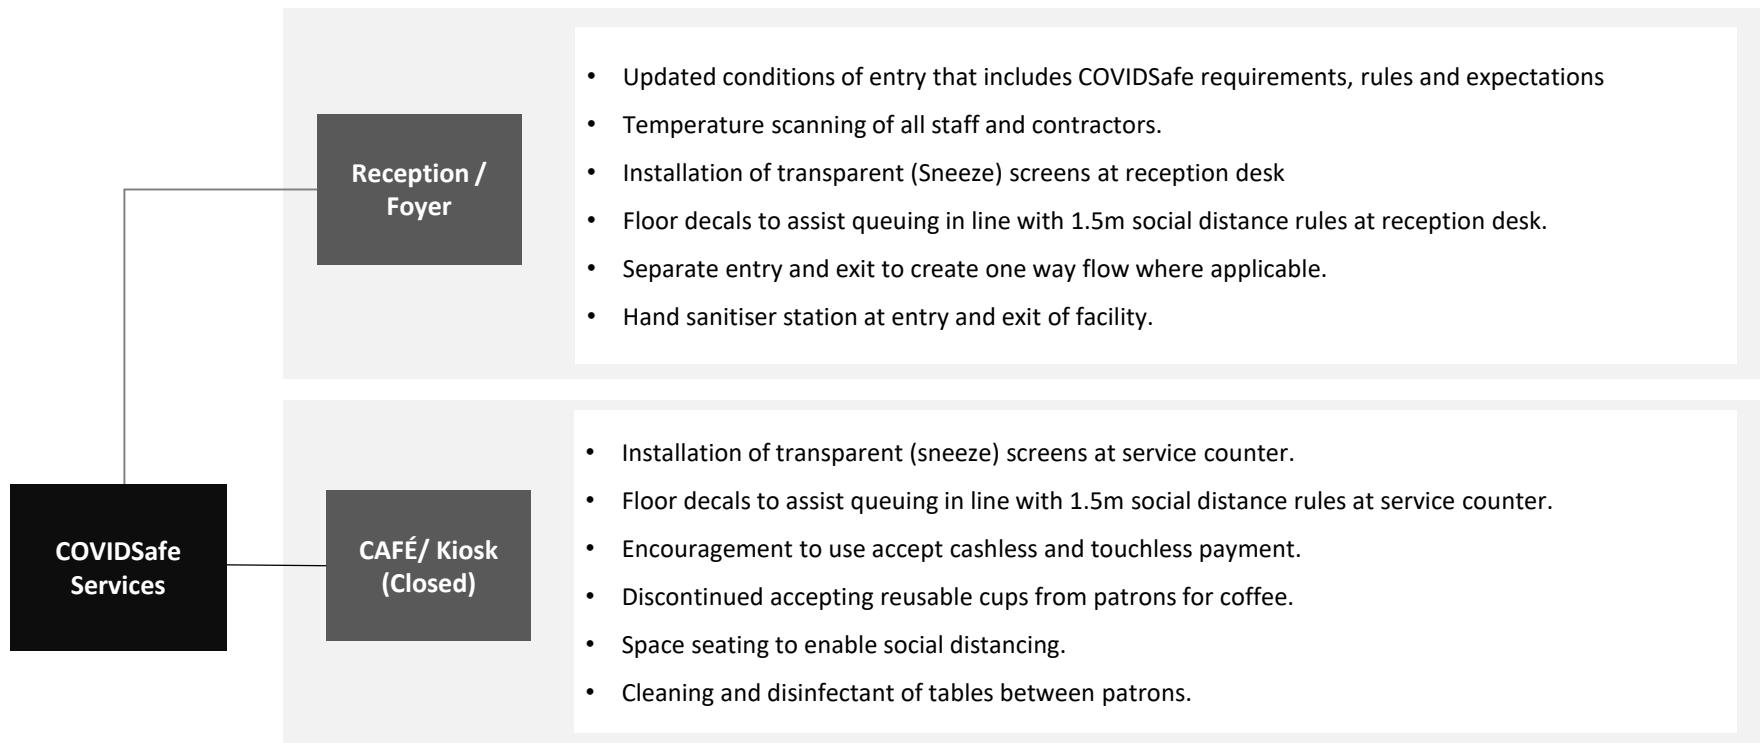 Reception /
Foyer
• Updated conditions of entry that includes COVIDSafe requirements, rules and expectations
• Temperature scanning of all staff and contractors.
• Installation of transparent (Sneeze) screens at reception desk
• Floor decals to assist queuing in line with 1.5m social distance rules at reception desk.
• Separate entry and exit to create one way flow where applicable.
• Hand sanitiser station at entry and exit of facility.
COVIDSafe
Services
CAFÉ/ Kiosk
(Closed)
• Installation of transparent (sneeze) screens at service counter.
• Floor decals to assist queuing in line with 1.5m social distance rules at service counter.
• Encouragement to use accept cashless and touchless payment.
• Discontinued accepting reusable cups from patrons for coffee.
• Space seating to enable social distancing.
• Cleaning and disinfectant of tables between patrons.